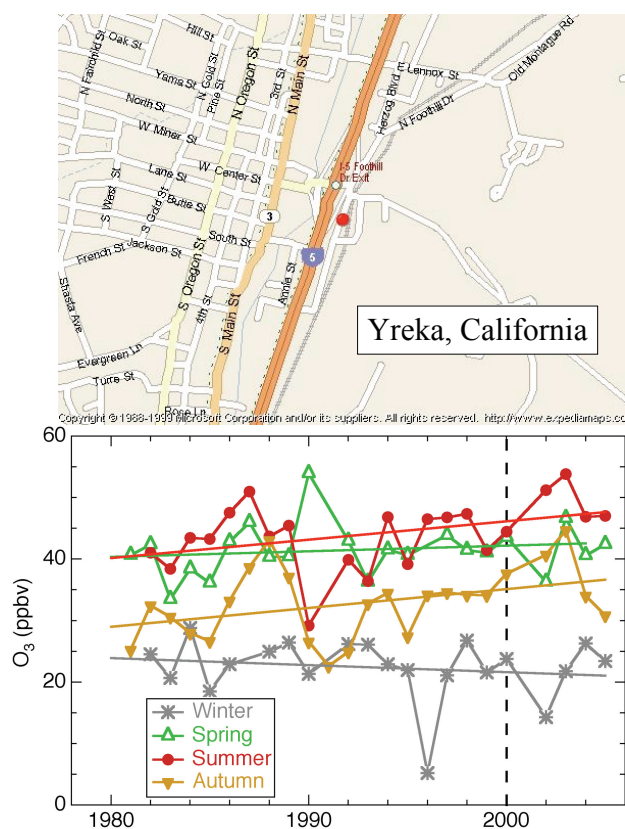 Hill St
Oak St
N Fairchild St
N Gold St
Pine St
Yama St
North St
N Oregon St
3rd St
N Main St
W Miner St
W Center St
Lane St
Butte St
S West St
S Gold St
French St
Jackson St
South St
Shasta Ave
S Oregon St
4th St
S Main St
Annie St
Evergreen Ln
Turre St
Rose Ln
3
5
I-5 Foothill
Dr Exit
Herzog Blvd
E Lennox St
N Foothill Dr
Old Montague Rd
Yreka, California
Copyright © 1988-1999 Microsoft Corporation and/or its suppliers. All rights reserved. http://www.expediamaps.co
60
40
20
0
O3 (ppbv)
Winter
Spring
Summer
Autumn
1980
1990
2000